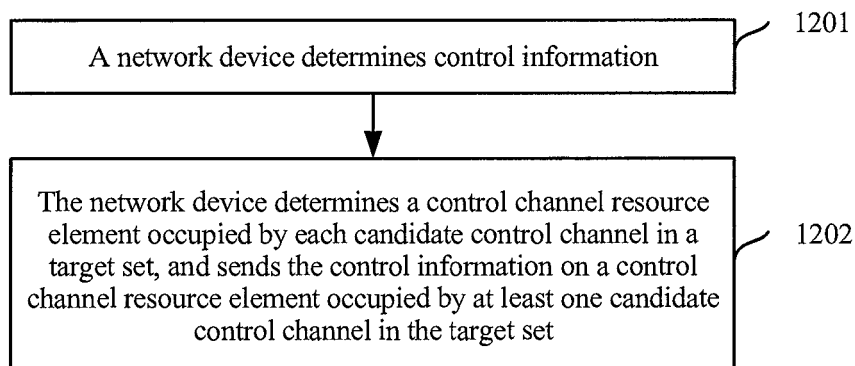 1201
A network device determines control information
The network device determines a control channel resource
element occupied by each candidate control channel in a
target set, and sends the control information on a control
channel resource element occupied by at least one candidate
control channel in the target set
1202